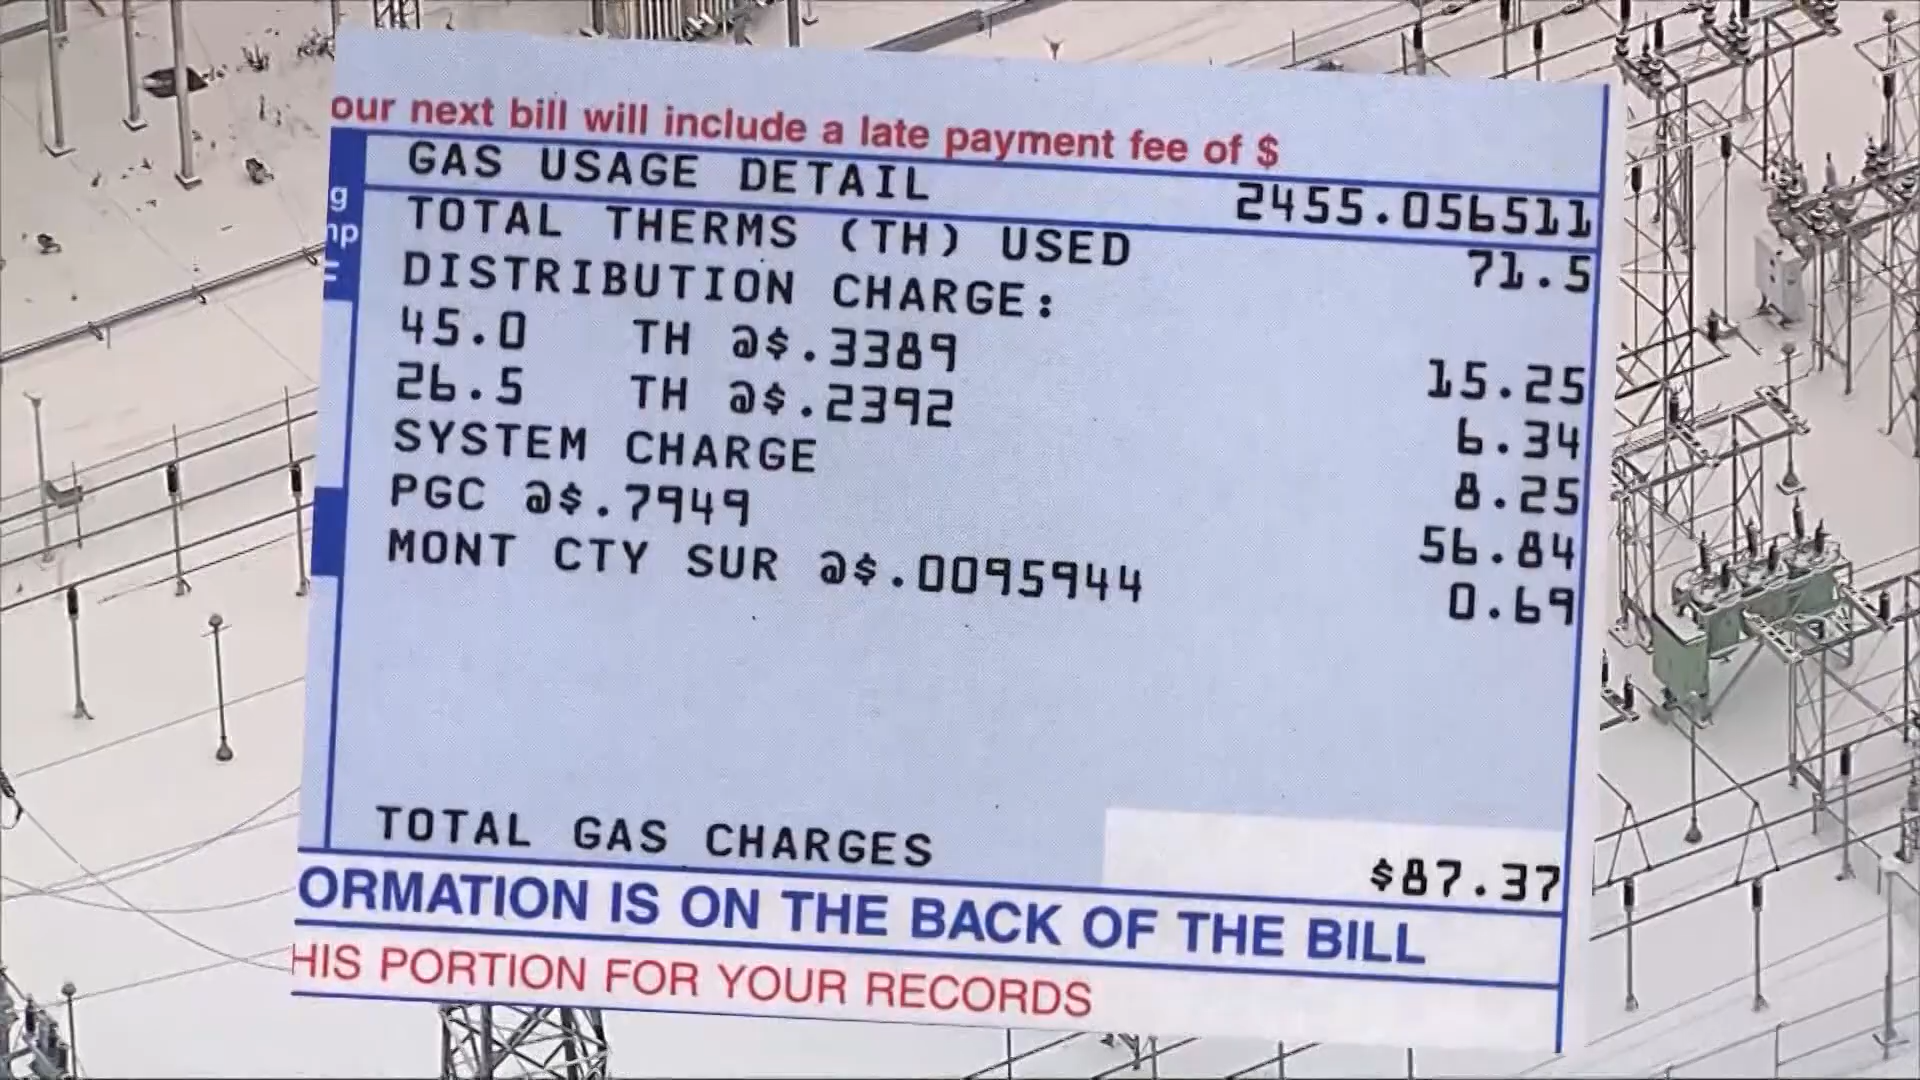 our next bill will include a late payment fee of $
GAS USAGE DETAIL 2455.056511
TOTAL THERMS (TH) USED 71.5
DISTRIBUTION CHARGE:
45.0 TH @$.3389 15.25
26.5 TH @$.2392 6.34
SYSTEM CHARGE 8.25
PGC @$.7949 56.84
MONT CTY SUR @$.0095944 0.69
TOTAL GAS CHARGES $87.37
ORMATION IS ON THE BACK OF THE BILL
HIS PORTION FOR YOUR RECORDS